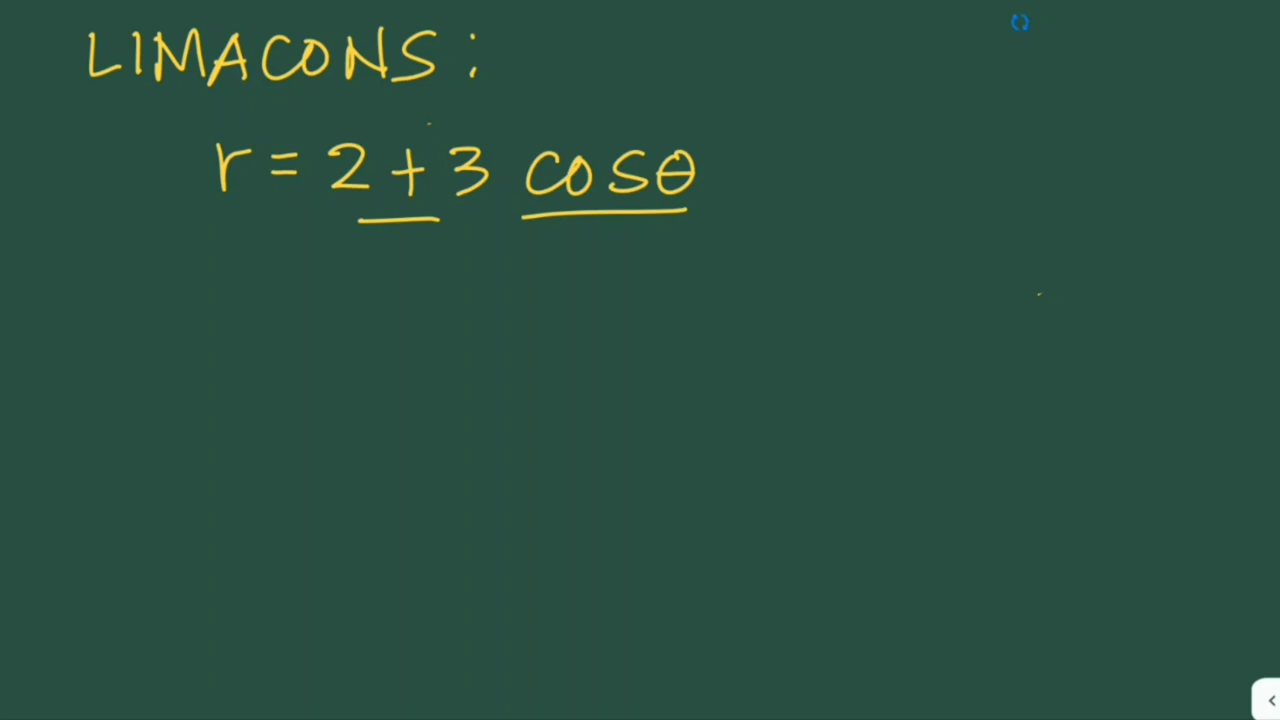 LIMACONS :
r = 2 + 3 cosθ